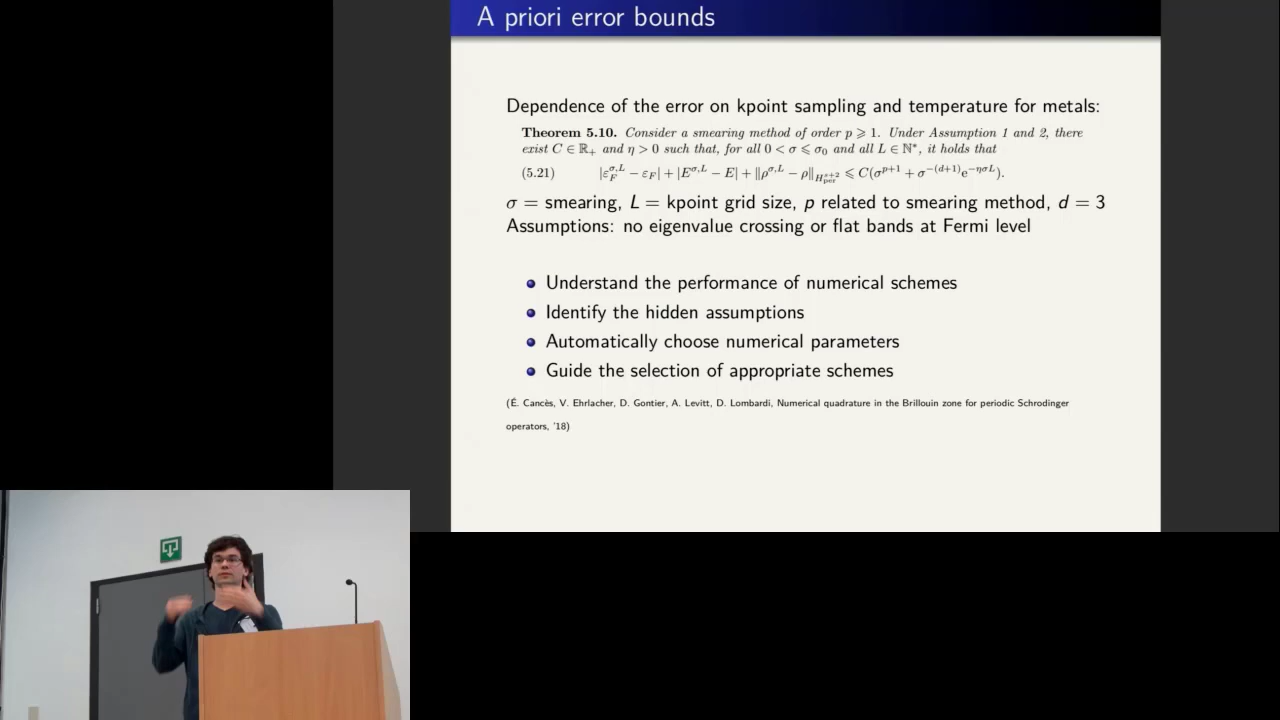 A priori error bounds
Dependence of the error on kpoint sampling and temperature for metals:
Theorem 5.10. Consider a smearing method of order p ⩾ 1. Under Assumption 1 and 2, there
exist C ∈ ℝ₊ and η > 0 such that, for all 0 < σ ⩽ σ₀ and all L ∈ ℕ*, it holds that
(5.21) |ε_F^{σ,L} − ε_F| + |E^{σ,L} − E| + ‖ρ^{σ,L} − ρ‖_{H_{per}^{s+2}} ⩽ C(σ^{p+1} + σ^{−(d+1)}e^{−ησL}).
σ = smearing, L = kpoint grid size, p related to smearing method, d = 3
Assumptions: no eigenvalue crossing or flat bands at Fermi level
Understand the performance of numerical schemes
Identify the hidden assumptions
Automatically choose numerical parameters
Guide the selection of appropriate schemes
(É. Cancès, V. Ehrlacher, D. Gontier, A. Levitt, D. Lombardi, Numerical quadrature in the Brillouin zone for periodic Schrodinger
operators, '18)